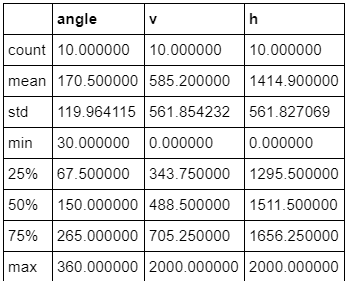 angle v h
count 10.000000 10.000000 10.000000
mean 170.500000 585.200000 1414.900000
std 119.964115 561.854232 561.827069
min 30.000000 0.000000 0.000000
25% 67.500000 343.750000 1295.500000
50% 150.000000 488.500000 1511.500000
75% 265.000000 705.250000 1656.250000
max 360.000000 2000.000000 2000.000000